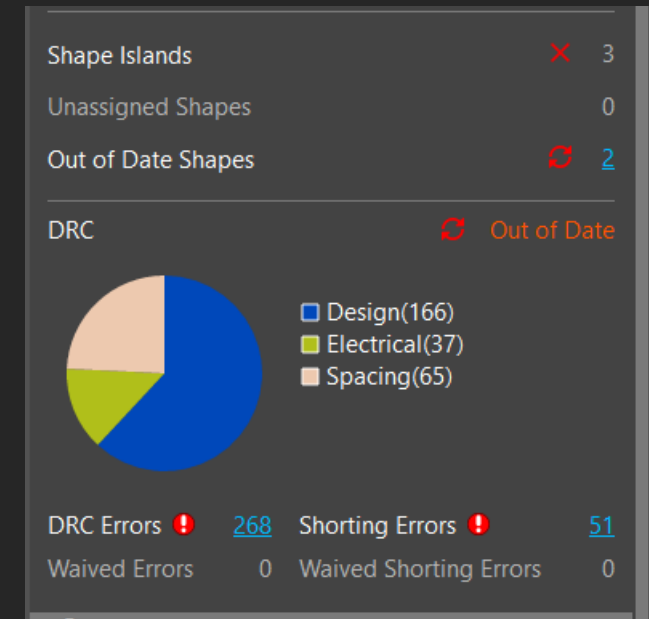 Shape Islands 3
Unassigned Shapes 0
Out of Date Shapes 2
DRC Out of Date
Design(166)
Electrical(37)
Spacing(65)
DRC Errors 268 Shorting Errors 51
Waived Errors 0 Waived Shorting Errors 0